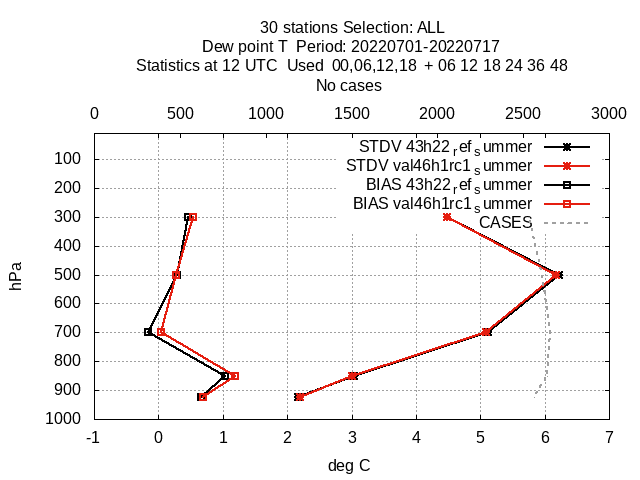 30 stations Selection: ALL
Dew point T  Period: 20220701-20220717
Statistics at 12 UTC  Used  00,06,12,18  + 06 12 18 24 36 48
No cases
0 500 1000 1500 2000 2500 3000
STDV 43h22_ref_summer
STDV val46h1rc1_summer
BIAS 43h22_ref_summer
BIAS val46h1rc1_summer
CASES
100
200
300
400
500
600
700
800
900
1000
hPa
-1 0 1 2 3 4 5 6 7
deg C